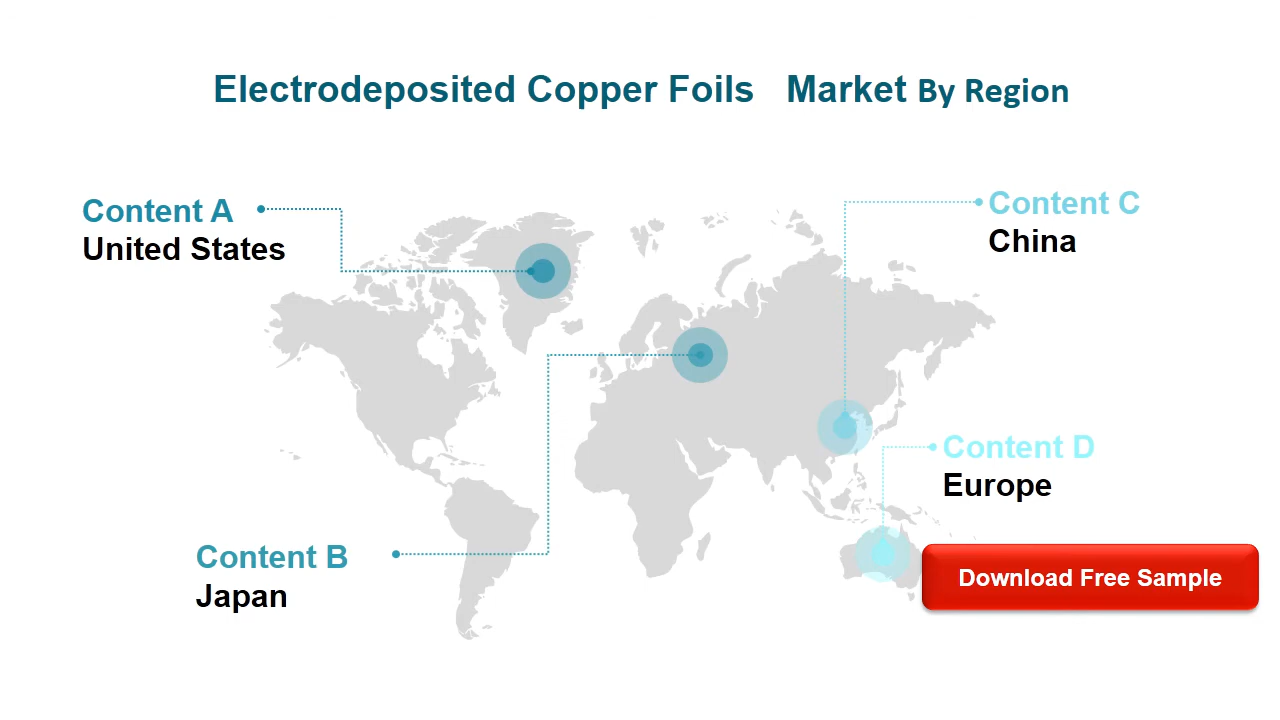 Electrodeposited Copper Foils Market By Region
Content A
United States
Content C
China
Content D
Europe
Content B
Japan
Download Free Sample